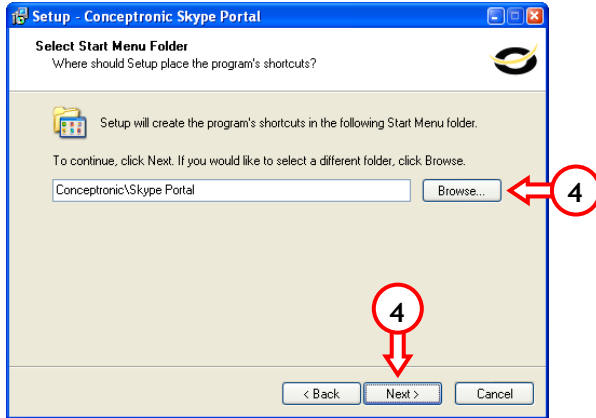 Setup - Conceptronic Skype Portal
Select Start Menu Folder
Where should Setup place the program's shortcuts?
Setup will create the program's shortcuts in the following Start Menu folder.
To continue, click Next. If you would like to select a different folder, click Browse.
Conceptronic\Skype Portal
Browse...
4
4
< Back
Next >
Cancel